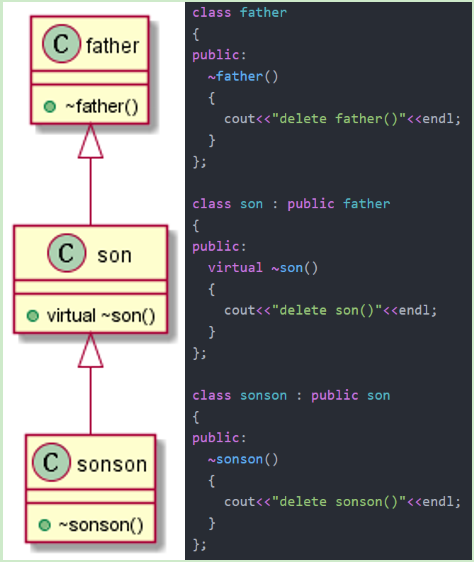 C father
~father()
C son
virtual ~son()
C sonson
~sonson()
class father
{
public:
  ~father()
  {
    cout<<"delete father()"<<endl;
  }
};

class son : public father
{
public:
  virtual ~son()
  {
    cout<<"delete son()"<<endl;
  }
};

class sonson : public son
{
public:
  ~sonson()
  {
    cout<<"delete sonson()"<<endl;
  }
};